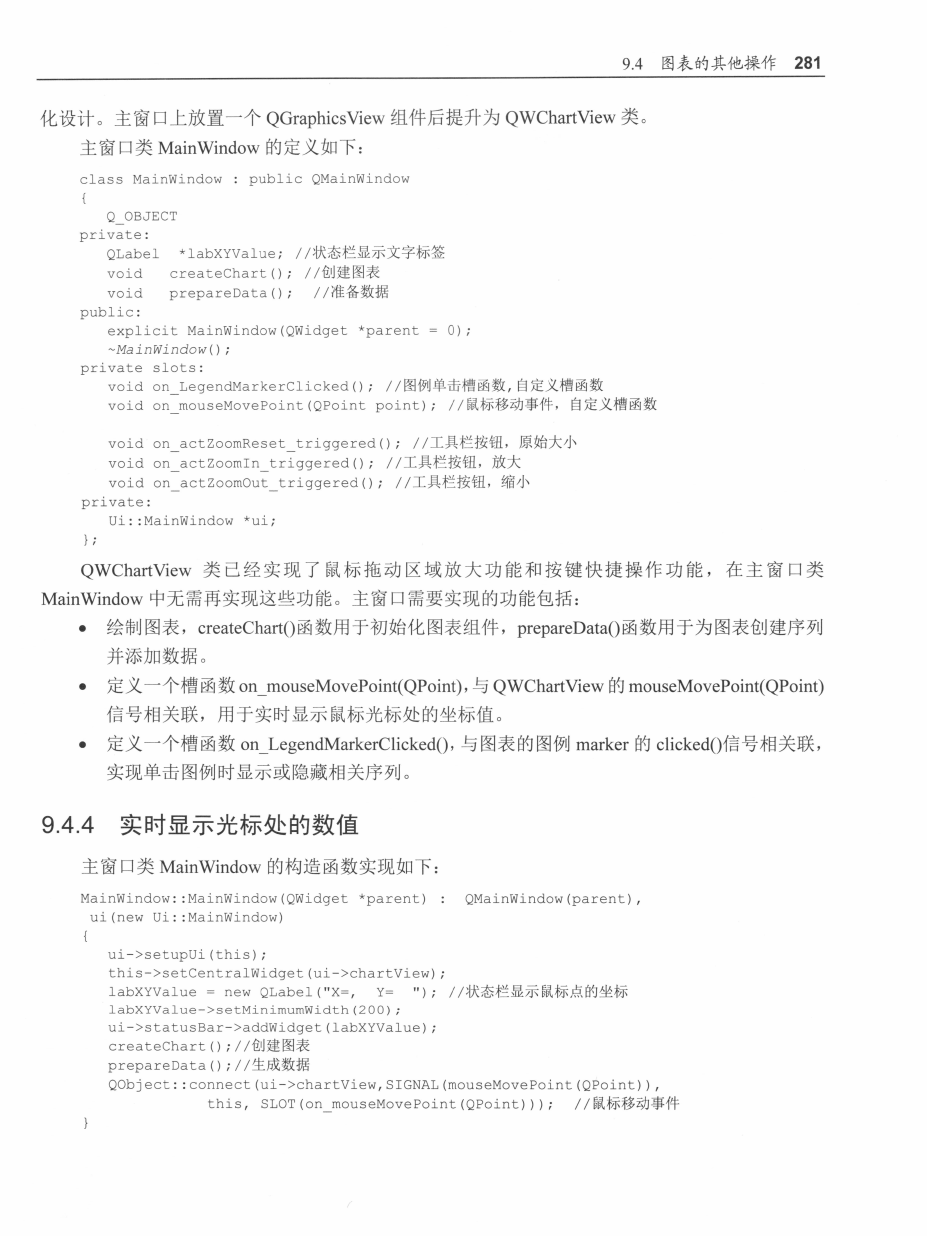 9.4 图表的其他操作 281
化设计。主窗口上放置一个 QGraphicsView 组件后提升为 QWChartView 类。
主窗口类 MainWindow 的定义如下：
class MainWindow : public QMainWindow
{
Q_OBJECT
private:
QLabel *labXYValue; //状态栏显示文字标签
void createChart(); //创建图表
void prepareData(); //准备数据
public:
explicit MainWindow(QWidget *parent = 0);
~MainWindow();
private slots:
void on_LegendMarkerClicked(); //图例单击槽函数,自定义槽函数
void on_mouseMovePoint(QPoint point); //鼠标移动事件，自定义槽函数
void on_actZoomReset_triggered(); //工具栏按钮，原始大小
void on_actZoomIn_triggered(); //工具栏按钮，放大
void on_actZoomOut_triggered(); //工具栏按钮，缩小
private:
Ui::MainWindow *ui;
};
QWChartView 类已经实现了鼠标拖动区域放大功能和按键快捷操作功能，在主窗口类
MainWindow 中无需再实现这些功能。主窗口需要实现的功能包括：
• 绘制图表，createChart()函数用于初始化图表组件，prepareData()函数用于为图表创建序列
并添加数据。
• 定义一个槽函数 on_mouseMovePoint(QPoint)，与 QWChartView 的 mouseMovePoint(QPoint)
信号相关联，用于实时显示鼠标光标处的坐标值。
• 定义一个槽函数 on_LegendMarkerClicked()，与图表的图例 marker 的 clicked()信号相关联，
实现单击图例时显示或隐藏相关序列。
9.4.4 实时显示光标处的数值
主窗口类 MainWindow 的构造函数实现如下：
MainWindow::MainWindow(QWidget *parent) : QMainWindow(parent),
ui(new Ui::MainWindow)
{
ui->setupUi(this);
this->setCentralWidget(ui->chartView);
labXYValue = new QLabel("X=, Y= "); //状态栏显示鼠标点的坐标
labXYValue->setMinimumWidth(200);
ui->statusBar->addWidget(labXYValue);
createChart();//创建图表
prepareData();//生成数据
QObject::connect(ui->chartView,SIGNAL(mouseMovePoint(QPoint)),
this, SLOT(on_mouseMovePoint(QPoint))); //鼠标移动事件
}